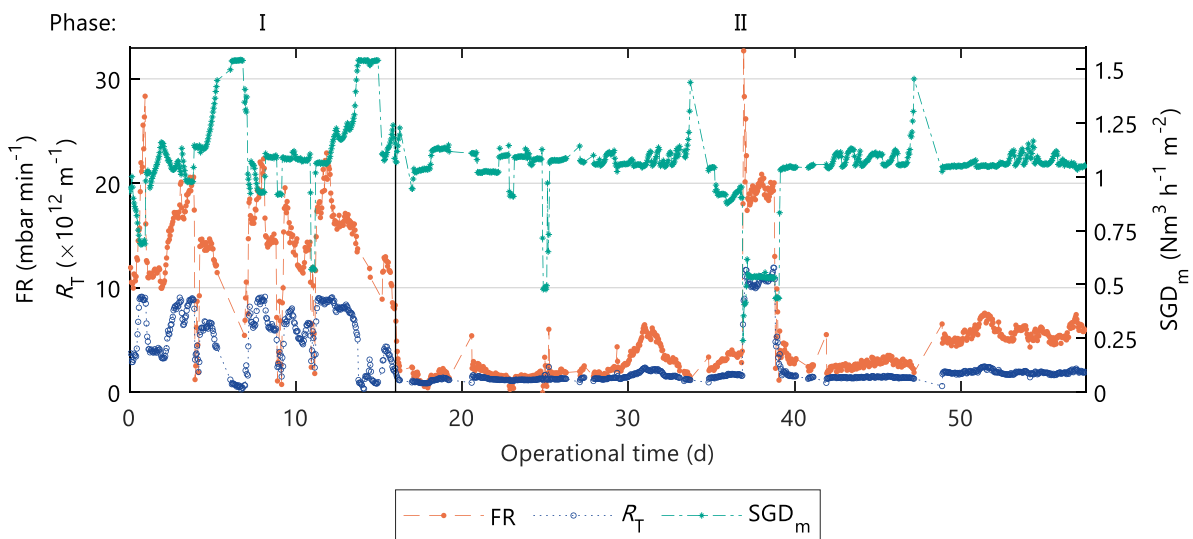 Phase: I II
FR (mbar min⁻¹)
R_T (×10¹² m⁻¹)
30
20
10
0
1.5
1.25
1
0.75
0.5
0.25
0
SGD_m (Nm³ h⁻¹ m⁻²)
0 10 20 30 40 50
Operational time (d)
FR R_T SGD_m